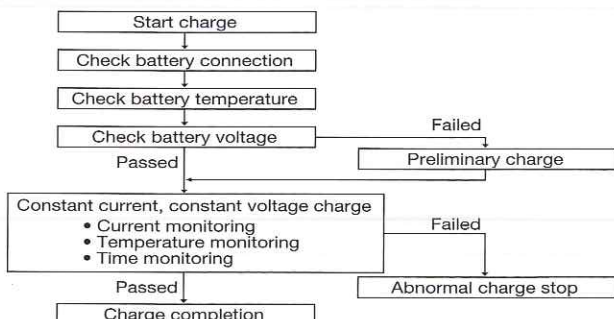 Start charge
Check battery connection
Check battery temperature
Check battery voltage
Failed
Passed
Preliminary charge
Constant current, constant voltage charge
• Current monitoring
• Temperature monitoring
• Time monitoring
Failed
Passed
Abnormal charge stop
Charge completion